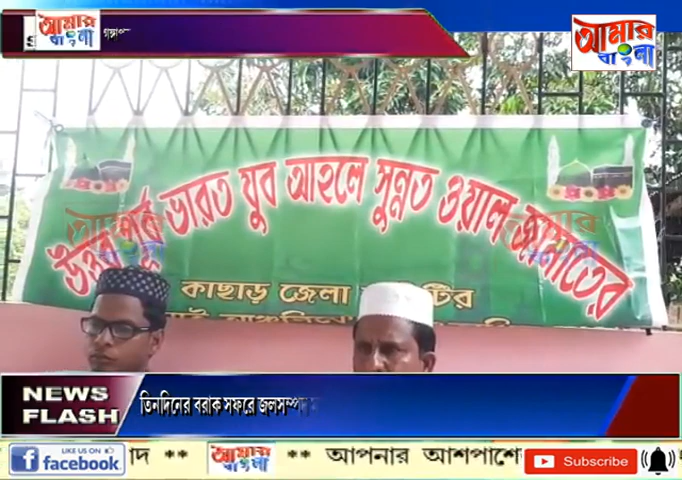 আমার বাংলা
আমার বাংলা
উত্তর পূর্ব ভারত যুব আহলে সুন্নত ওয়াল জামাতের
কাছাড় জেলা
NEWS FLASH
তিনদিনের বরাক সফরে জলসম্পদ
LIKE US ON
facebook
** আমার বাংলা ** আপনার আশপাশে
Subscribe